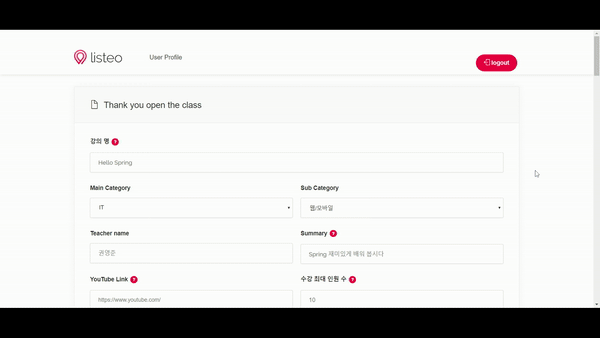 listeo
User Profile
logout
Thank you open the class
강의 명 ?
Hello Spring
Main Category
Sub Category
IT
웹/모바일
Teacher name
Summary ?
권영준
Spring 재미있게 배워 봅시다
YouTube Link ?
수강 최대 인원 수 ?
https://www.youtube.com/
10